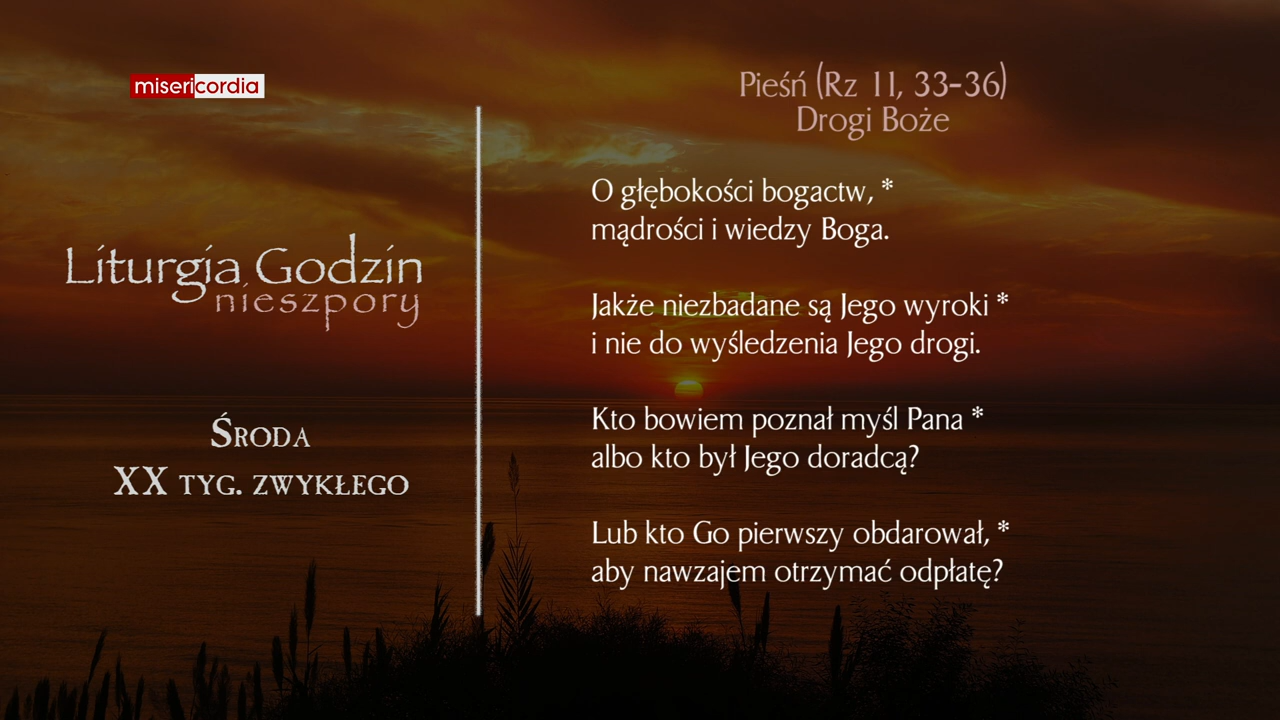 misericordia
Liturgia Godzin
nieszpory
Środa
XX tyg. zwykłego
Pieśń (Rz 11, 33-36)
Drogi Boże
O głębokości bogactw, *
mądrości i wiedzy Boga.
Jakże niezbadane są Jego wyroki *
i nie do wyśledzenia Jego drogi.
Kto bowiem poznał myśl Pana *
albo kto był Jego doradcą?
Lub kto Go pierwszy obdarował, *
aby nawzajem otrzymać odpłatę?